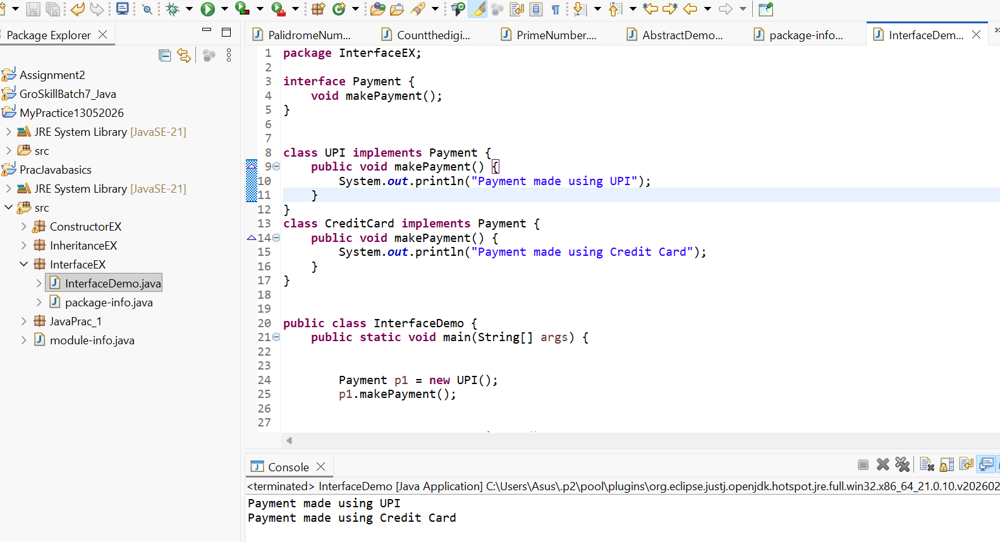 Package Explorer
PalidromeNum...
Countthedigi...
PrimeNumber....
AbstractDemo...
package-info...
InterfaceDem...
Assignment2
GroSkillBatch7_Java
MyPractice13052026
JRE System Library [JavaSE-21]
src
PracJavabasics
JRE System Library [JavaSE-21]
src
ConstructorEX
InheritanceEX
InterfaceEX
InterfaceDemo.java
package-info.java
JavaPrac_1
module-info.java
1 package InterfaceEX;
2
3 interface Payment {
4 void makePayment();
5 }
6
7
8 class UPI implements Payment {
9 public void makePayment() {
10 System.out.println("Payment made using UPI");
11 }
12 }
13 class CreditCard implements Payment {
14 public void makePayment() {
15 System.out.println("Payment made using Credit Card");
16 }
17 }
18
19
20 public class InterfaceDemo {
21 public static void main(String[] args) {
22
23
24 Payment p1 = new UPI();
25 p1.makePayment();
26
27
Console
<terminated> InterfaceDemo [Java Application] C:\Users\Asus\.p2\pool\plugins\org.eclipse.justj.openjdk.hotspot.jre.full.win32.x86_64_21.0.10.v202602
Payment made using UPI
Payment made using Credit Card